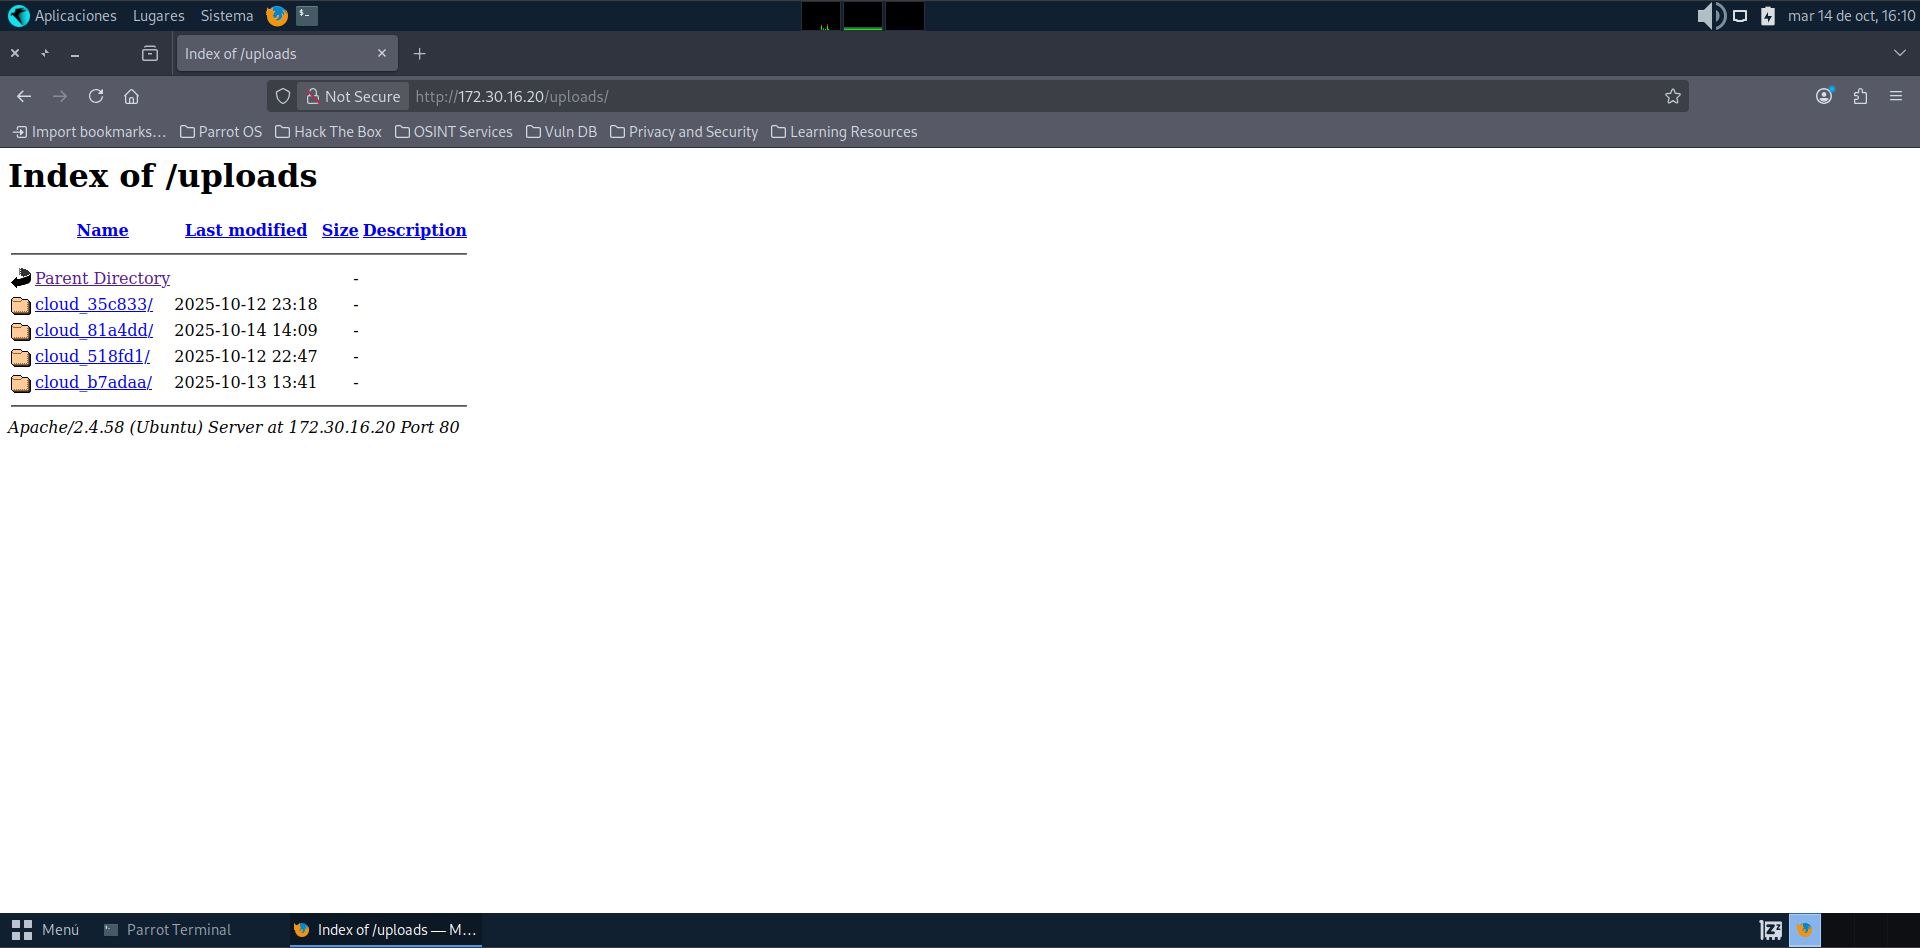 Aplicaciones Lugares Sistema mar 14 de oct, 16:10
Index of /uploads
Not Secure http://172.30.16.20/uploads/
Import bookmarks... Parrot OS Hack The Box OSINT Services Vuln DB Privacy and Security Learning Resources
Index of /uploads
Name Last modified Size Description
Parent Directory -
cloud_35c833/ 2025-10-12 23:18 -
cloud_81a4dd/ 2025-10-14 14:09 -
cloud_518fd1/ 2025-10-12 22:47 -
cloud_b7adaa/ 2025-10-13 13:41 -
Apache/2.4.58 (Ubuntu) Server at 172.30.16.20 Port 80
Menú Parrot Terminal Index of /uploads — M...